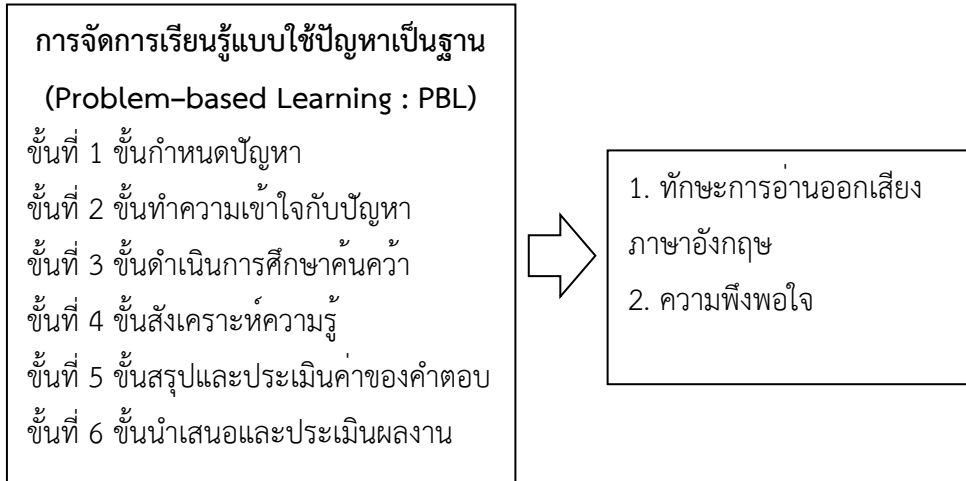 การจัดการเรียนรู้แบบใช้ปัญหาเป็นฐาน
(Problem–based Learning : PBL)
ขั้นที่ 1 ขั้นกำหนดปัญหา
ขั้นที่ 2 ขั้นทำความเข้าใจกับปัญหา
ขั้นที่ 3 ขั้นดำเนินการศึกษาค้นคว้า
ขั้นที่ 4 ขั้นสังเคราะห์ความรู้
ขั้นที่ 5 ขั้นสรุปและประเมินค่าของคำตอบ
ขั้นที่ 6 ขั้นนำเสนอและประเมินผลงาน
1. ทักษะการอ่านออกเสียง
ภาษาอังกฤษ
2. ความพึงพอใจ